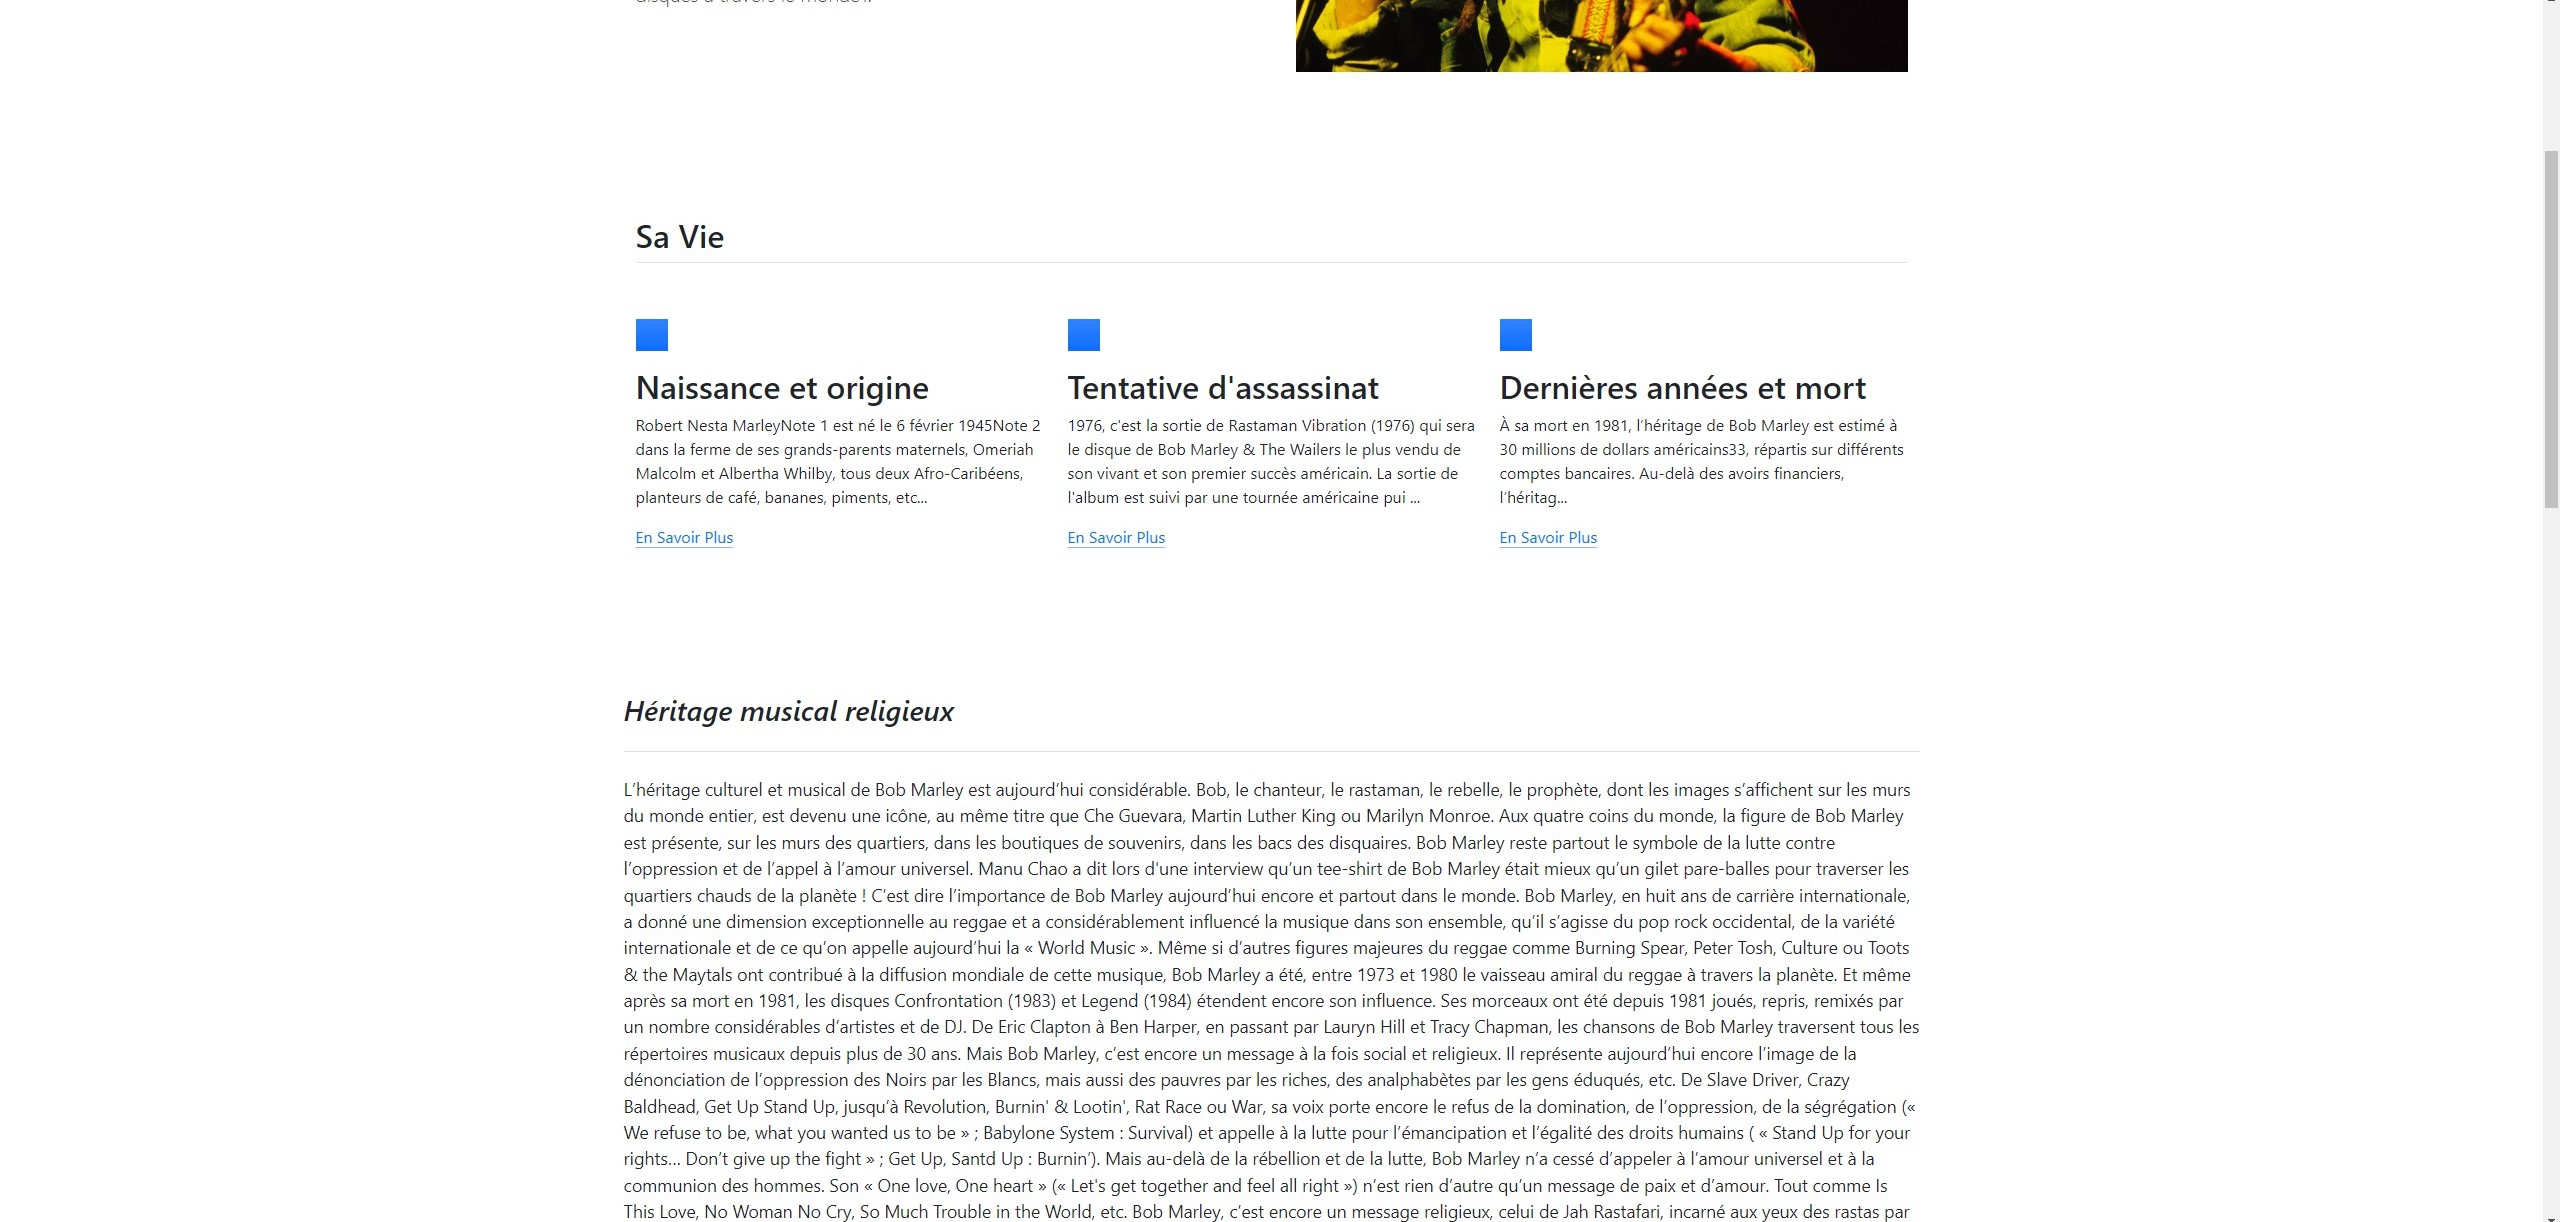 disques à travers le monde1.
Sa Vie
Naissance et origine
Robert Nesta MarleyNote 1 est né le 6 février 1945Note 2
dans la ferme de ses grands-parents maternels, Omeriah
Malcolm et Albertha Whilby, tous deux Afro-Caribéens,
planteurs de café, bananes, piments, etc...
En Savoir Plus
Tentative d'assassinat
1976, c'est la sortie de Rastaman Vibration (1976) qui sera
le disque de Bob Marley & The Wailers le plus vendu de
son vivant et son premier succès américain. La sortie de
l'album est suivi par une tournée américaine pui ...
En Savoir Plus
Dernières années et mort
À sa mort en 1981, l’héritage de Bob Marley est estimé à
30 millions de dollars américains33, répartis sur différents
comptes bancaires. Au-delà des avoirs financiers,
l’héritag...
En Savoir Plus
Héritage musical religieux
L’héritage culturel et musical de Bob Marley est aujourd’hui considérable. Bob, le chanteur, le rastaman, le rebelle, le prophète, dont les images s’affichent sur les murs
du monde entier, est devenu une icône, au même titre que Che Guevara, Martin Luther King ou Marilyn Monroe. Aux quatre coins du monde, la figure de Bob Marley
est présente, sur les murs des quartiers, dans les boutiques de souvenirs, dans les bacs des disquaires. Bob Marley reste partout le symbole de la lutte contre
l’oppression et de l’appel à l’amour universel. Manu Chao a dit lors d'une interview qu’un tee-shirt de Bob Marley était mieux qu’un gilet pare-balles pour traverser les
quartiers chauds de la planète ! C’est dire l’importance de Bob Marley aujourd’hui encore et partout dans le monde. Bob Marley, en huit ans de carrière internationale,
a donné une dimension exceptionnelle au reggae et a considérablement influencé la musique dans son ensemble, qu’il s’agisse du pop rock occidental, de la variété
internationale et de ce qu’on appelle aujourd’hui la « World Music ». Même si d’autres figures majeures du reggae comme Burning Spear, Peter Tosh, Culture ou Toots
& the Maytals ont contribué à la diffusion mondiale de cette musique, Bob Marley a été, entre 1973 et 1980 le vaisseau amiral du reggae à travers la planète. Et même
après sa mort en 1981, les disques Confrontation (1983) et Legend (1984) étendent encore son influence. Ses morceaux ont été depuis 1981 joués, repris, remixés par
un nombre considérables d’artistes et de DJ. De Eric Clapton à Ben Harper, en passant par Lauryn Hill et Tracy Chapman, les chansons de Bob Marley traversent tous les
répertoires musicaux depuis plus de 30 ans. Mais Bob Marley, c’est encore un message à la fois social et religieux. Il représente aujourd’hui encore l’image de la
dénonciation de l’oppression des Noirs par les Blancs, mais aussi des pauvres par les riches, des analphabètes par les gens éduqués, etc. De Slave Driver, Crazy
Baldhead, Get Up Stand Up, jusqu’à Revolution, Burnin' & Lootin', Rat Race ou War, sa voix porte encore le refus de la domination, de l’oppression, de la ségrégation («
We refuse to be, what you wanted us to be » ; Babylone System : Survival) et appelle à la lutte pour l’émancipation et l’égalité des droits humains ( « Stand Up for your
rights… Don’t give up the fight » ; Get Up, Santd Up : Burnin’). Mais au-delà de la rébellion et de la lutte, Bob Marley n’a cessé d’appeler à l’amour universel et à la
communion des hommes. Son « One love, One heart » (« Let's get together and feel all right ») n’est rien d’autre qu’un message de paix et d’amour. Tout comme Is
This Love, No Woman No Cry, So Much Trouble in the World, etc. Bob Marley, c’est encore un message religieux, celui de Jah Rastafari, incarné aux yeux des rastas par